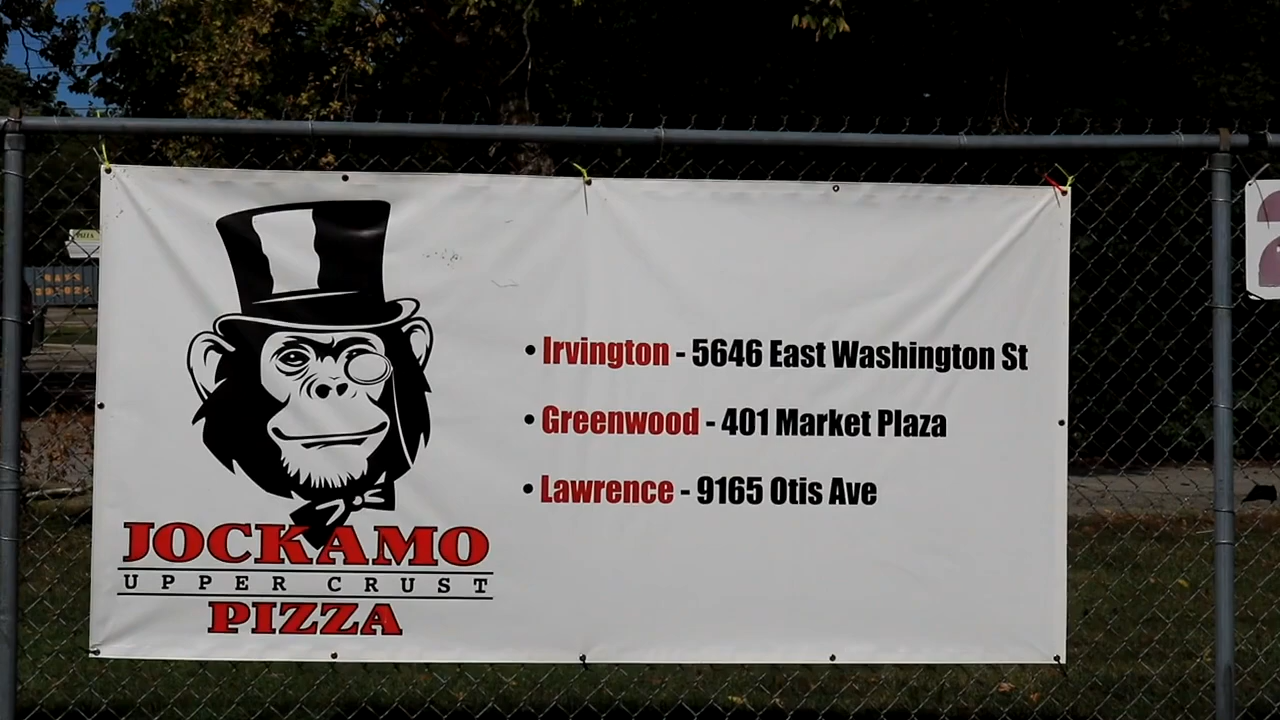 • Irvington - 5646 East Washington St
• Greenwood - 401 Market Plaza
• Lawrence - 9165 Otis Ave
JOCKAMO
UPPER CRUST
PIZZA